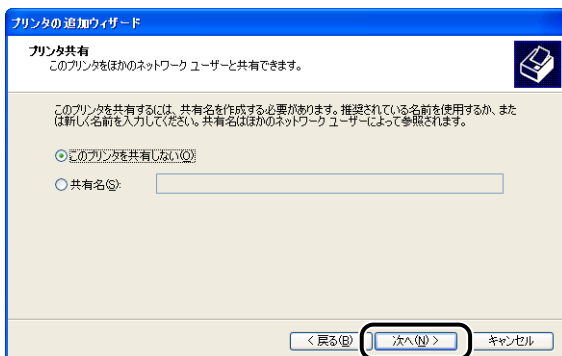 プリンタの追加ウィザード
プリンタ共有
このプリンタをほかのネットワーク ユーザーと共有できます。
このプリンタを共有するには、共有名を作成する必要があります。推奨されている名前を使用するか、また
は新しく名前を入力してください。共有名はほかのネットワーク ユーザーによって参照されます。
このプリンタを共有しない(O)
共有名(S):
< 戻る(B) 次へ(N) > キャンセル